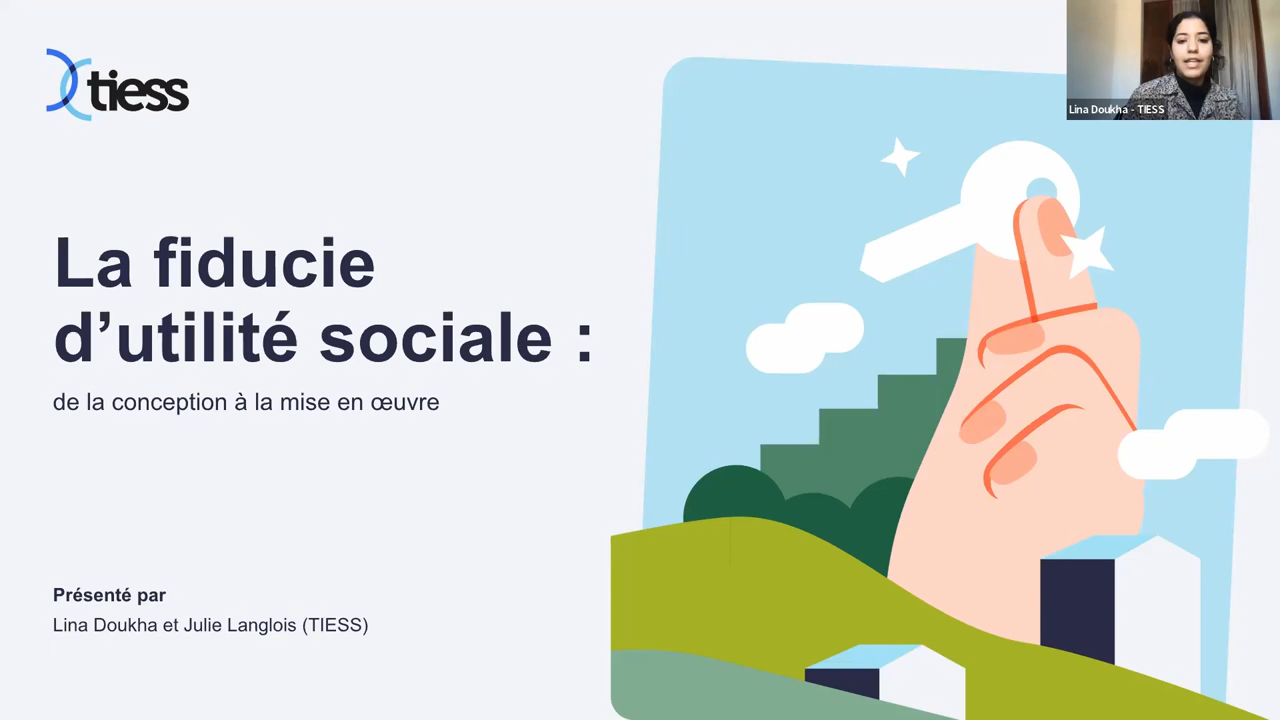 tiess
Lina Doukha - TIESS
La fiducie
d’utilité sociale :
de la conception à la mise en œuvre
Présenté par
Lina Doukha et Julie Langlois (TIESS)